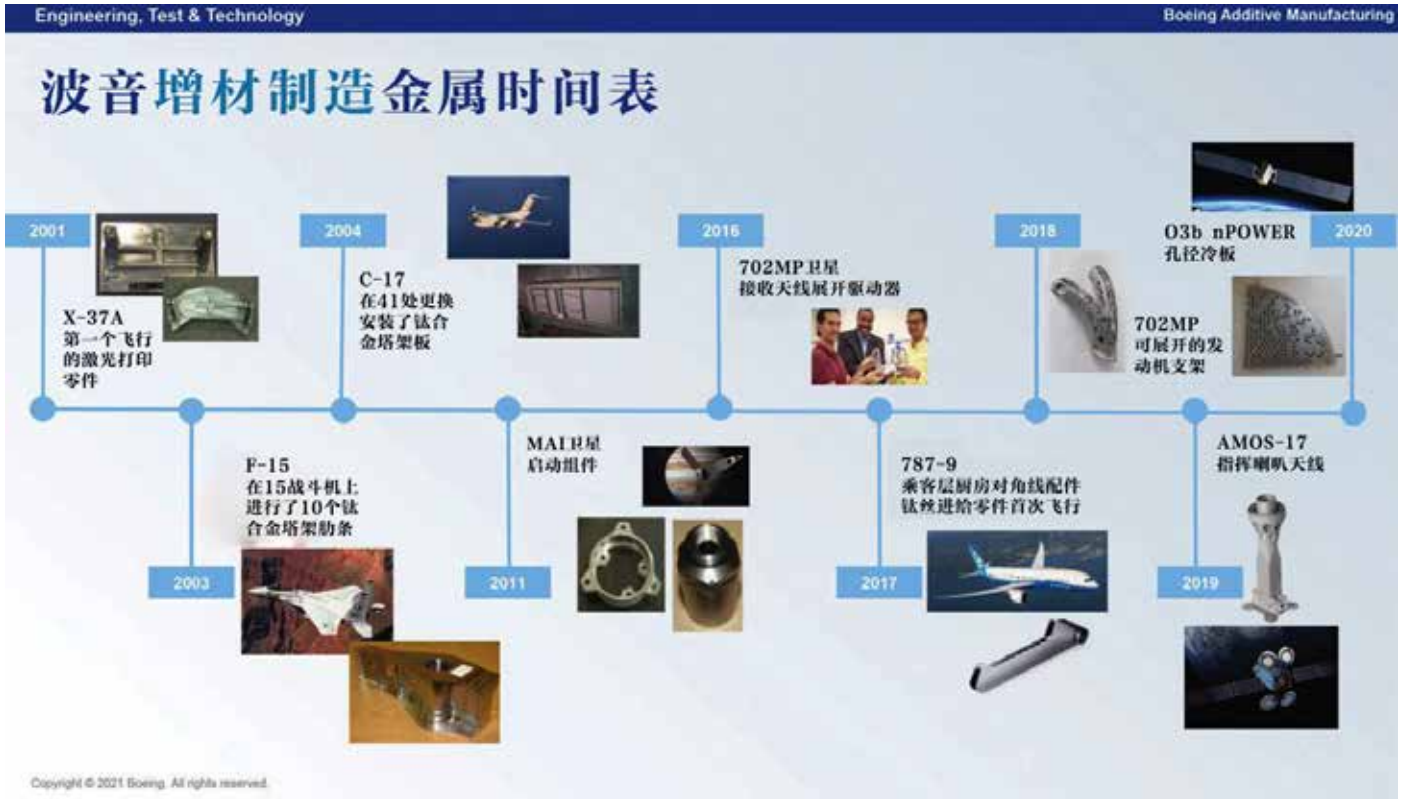 Engineering, Test & Technology
Boeing Additive Manufacturing
波音增材制造金属时间表
2001
X-37A
第一个飞行
的激光打印
零件
2003
F-15
在15战斗机上
进行了10个钛
合金塔架肋条
2004
C-17
在41处更换
安装了钛合
金塔架板
2011
MAI卫星
启动组件
2016
702MP卫星
接收天线展开驱动器
2017
787-9
乘客层厨房对角线配件
钛丝进给零件首次飞行
2018
702MP
可展开的发
动机支架
2019
AMOS-17
指挥喇叭天线
2020
O3b nPOWER
孔径冷板
Copyright © 2021 Boeing. All rights reserved.